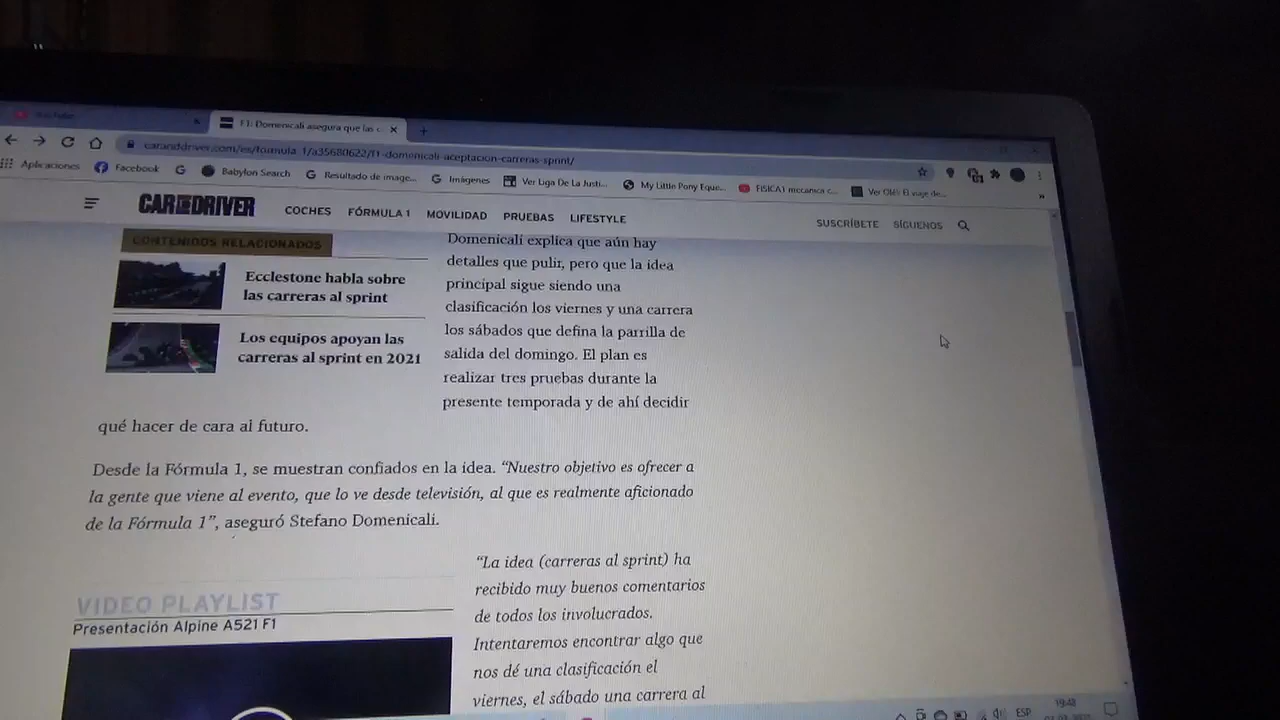 YouTube
F1: Domenicali asegura que las c
caranddriver.com/es/formula-1/a35680622/f1-domenicali-aceptacion-carreras-sprint/
Aplicaciones
Facebook
Babylon Search
Resultado de image...
Imágenes
Ver Liga De La Justi...
My Little Pony Eque...
FISICA1 mecanica c...
Ver Olé! El viaje de...
»
CAR AND DRIVER
COCHES
FÓRMULA 1
MOVILIDAD
PRUEBAS
LIFESTYLE
SUSCRÍBETE
SÍGUENOS
CONTENIDOS RELACIONADOS
Ecclestone habla sobre
las carreras al sprint
Los equipos apoyan las
carreras al sprint en 2021
Domenicali explica que aún hay
detalles que pulir, pero que la idea
principal sigue siendo una
clasificación los viernes y una carrera
los sábados que defina la parrilla de
salida del domingo. El plan es
realizar tres pruebas durante la
presente temporada y de ahí decidir
qué hacer de cara al futuro.
Desde la Fórmula 1, se muestran confiados en la idea. “Nuestro objetivo es ofrecer a
la gente que viene al evento, que lo ve desde televisión, al que es realmente aficionado
de la Fórmula 1”, aseguró Stefano Domenicali.
VIDEO PLAYLIST
Presentación Alpine A521 F1
“La idea (carreras al sprint) ha
recibido muy buenos comentarios
de todos los involucrados.
Intentaremos encontrar algo que
nos dé una clasificación el
viernes, el sábado una carrera al
ESP
19:48